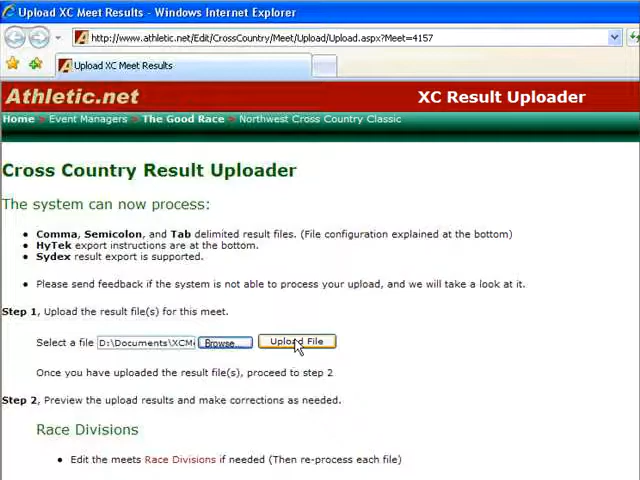 Upload XC Meet Results - Windows Internet Explorer
http://www.athletic.net/Edit/CrossCountry/Meet/Upload/Upload.aspx?Meet=4157
Upload XC Meet Results
Athletic.net XC Result Uploader
Home > Event Managers > The Good Race > Northwest Cross Country Classic
Cross Country Result Uploader
The system can now process:
Comma, Semicolon, and Tab delimited result files. (File configuration explained at the bottom)
HyTek export instructions are at the bottom.
Sydex result export is supported.
Please send feedback if the system is not able to process your upload, and we will take a look at it.
Step 1, Upload the result file(s) for this meet.
Select a file D:\Documents\XCMe Browse... Upload File
Once you have uploaded the result file(s), proceed to step 2
Step 2, Preview the upload results and make corrections as needed.
Race Divisions
Edit the meets Race Divisions if needed (Then re-process each file)